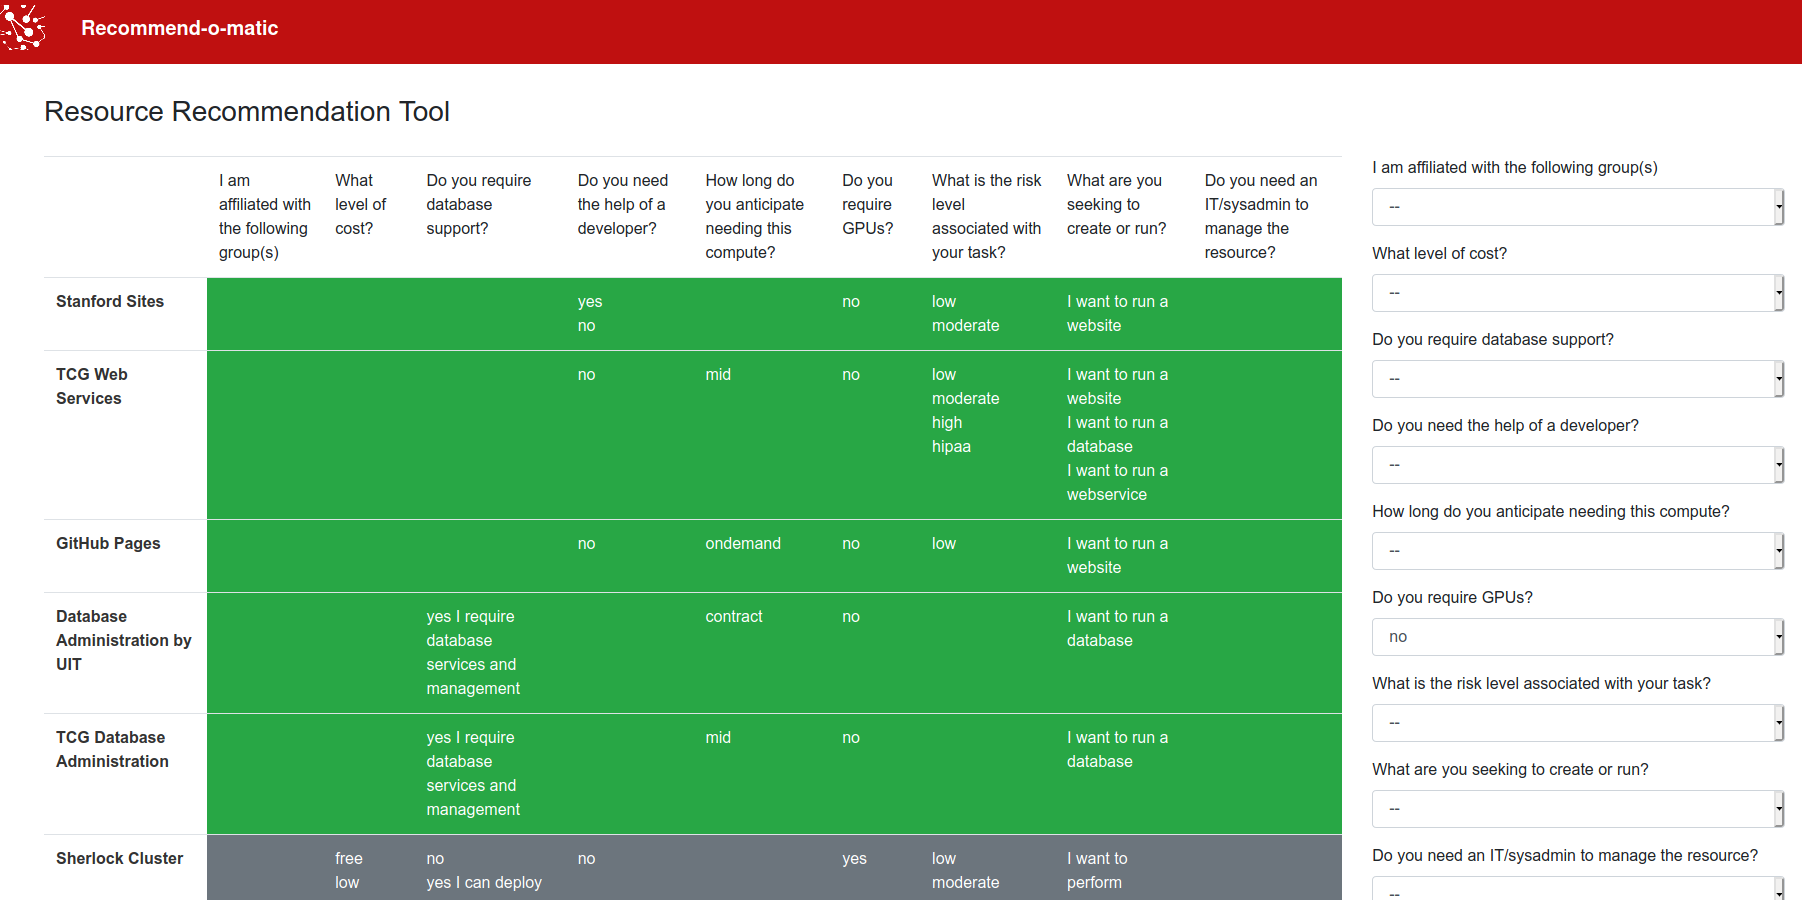 Recommend-o-matic
Resource Recommendation Tool
I am
affiliated with
the following
group(s)
What
level of
cost?
Do you require
database
support?
Do you need
the help of a
developer?
How long do
you anticipate
needing this
compute?
Do you
require
GPUs?
What is the risk
level
associated with
your task?
What are you
seeking to
create or run?
Do you need an
IT/sysadmin to
manage the
resource?
Stanford Sites
yes
no
no
low
moderate
I want to run a
website
TCG Web
Services
no
mid
no
low
moderate
high
hipaa
I want to run a
website
I want to run a
database
I want to run a
webservice
GitHub Pages
no
ondemand
no
low
I want to run a
website
Database
Administration by
UIT
yes I require
database
services and
management
contract
no
I want to run a
database
TCG Database
Administration
yes I require
database
services and
management
mid
no
I want to run a
database
Sherlock Cluster
free
low
no
yes I can deploy
no
yes
low
moderate
I want to
perform
I am affiliated with the following group(s)
--
What level of cost?
--
Do you require database support?
--
Do you need the help of a developer?
--
How long do you anticipate needing this compute?
--
Do you require GPUs?
no
What is the risk level associated with your task?
--
What are you seeking to create or run?
--
Do you need an IT/sysadmin to manage the resource?
--